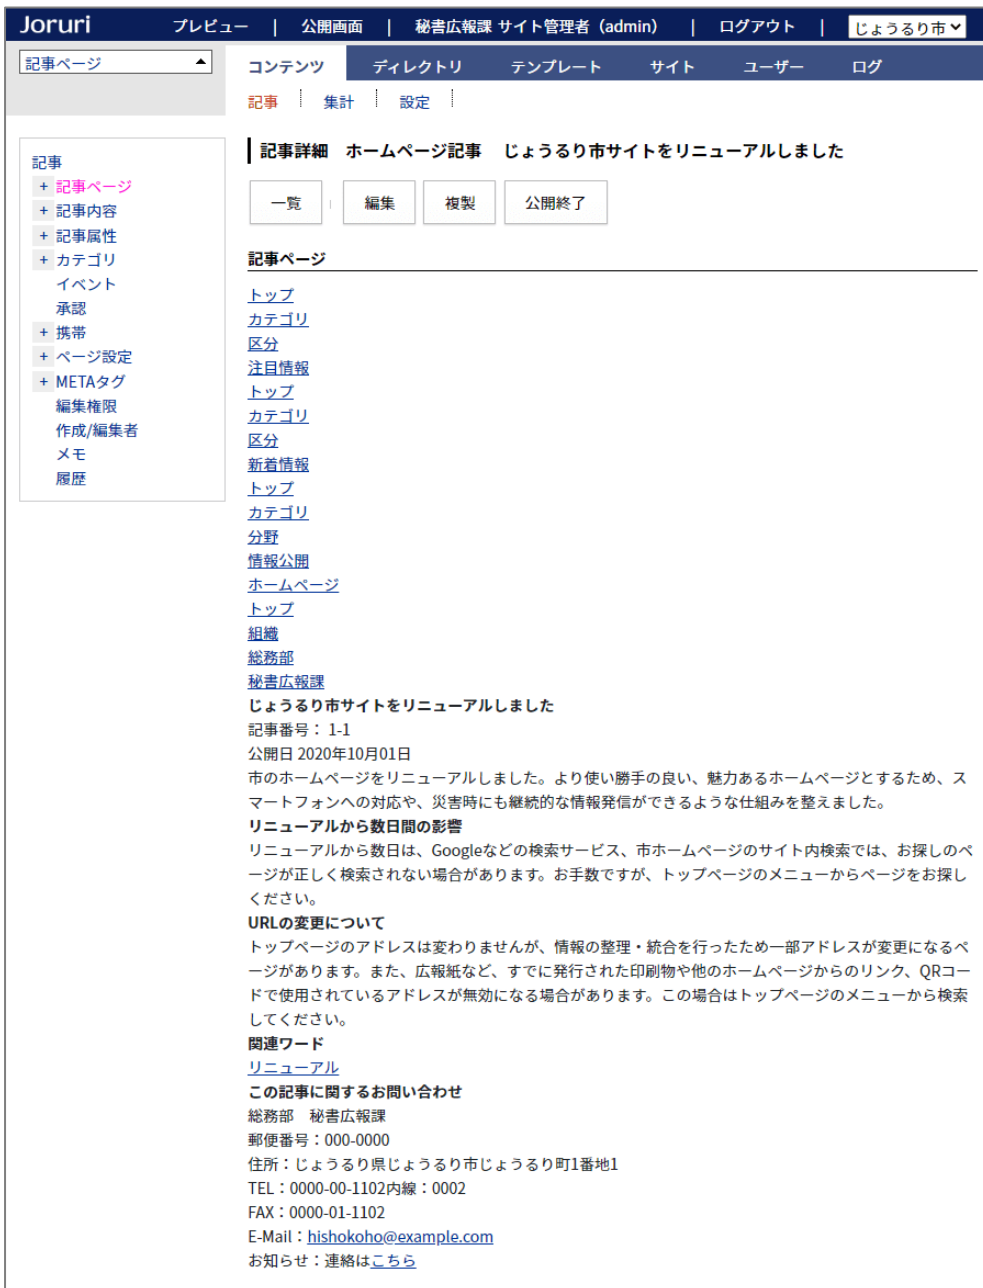 Joruri プレビュー | 公開画面 | 秘書広報課 サイト管理者（admin） | ログアウト | じょうるり市
記事ページ
コンテンツ ディレクトリ テンプレート サイト ユーザー ログ
記事 集計 設定
記事
+ 記事ページ
+ 記事内容
+ 記事属性
+ カテゴリ
イベント
承認
+ 携帯
+ ページ設定
+ METAタグ
編集権限
作成/編集者
メモ
履歴
記事詳細 ホームページ記事 じょうるり市サイトをリニューアルしました
一覧 編集 複製 公開終了
記事ページ
トップ
カテゴリ
区分
注目情報
トップ
カテゴリ
区分
新着情報
トップ
カテゴリ
分野
情報公開
ホームページ
トップ
組織
総務部
秘書広報課
じょうるり市サイトをリニューアルしました
記事番号： 1-1
公開日 2020年10月01日
市のホームページをリニューアルしました。より使い勝手の良い、魅力あるホームページとするため、ス
マートフォンへの対応や、災害時にも継続的な情報発信ができるような仕組みを整えました。
リニューアルから数日間の影響
リニューアルから数日は、Googleなどの検索サービス、市ホームページのサイト内検索では、お探しのペ
ージが正しく検索されない場合があります。お手数ですが、トップページのメニューからページをお探し
ください。
URLの変更について
トップページのアドレスは変わりませんが、情報の整理・統合を行ったため一部アドレスが変更になるペ
ージがあります。また、広報紙など、すでに発行された印刷物や他のホームページからのリンク、QRコー
ドで使用されているアドレスが無効になる場合があります。この場合はトップページのメニューから検索
してください。
関連ワード
リニューアル
この記事に関するお問い合わせ
総務部 秘書広報課
郵便番号：000-0000
住所：じょうるり県じょうるり市じょうるり町1番地1
TEL：0000-00-1102内線：0002
FAX：0000-01-1102
E-Mail：hishokoho@example.com
お知らせ：連絡はこちら